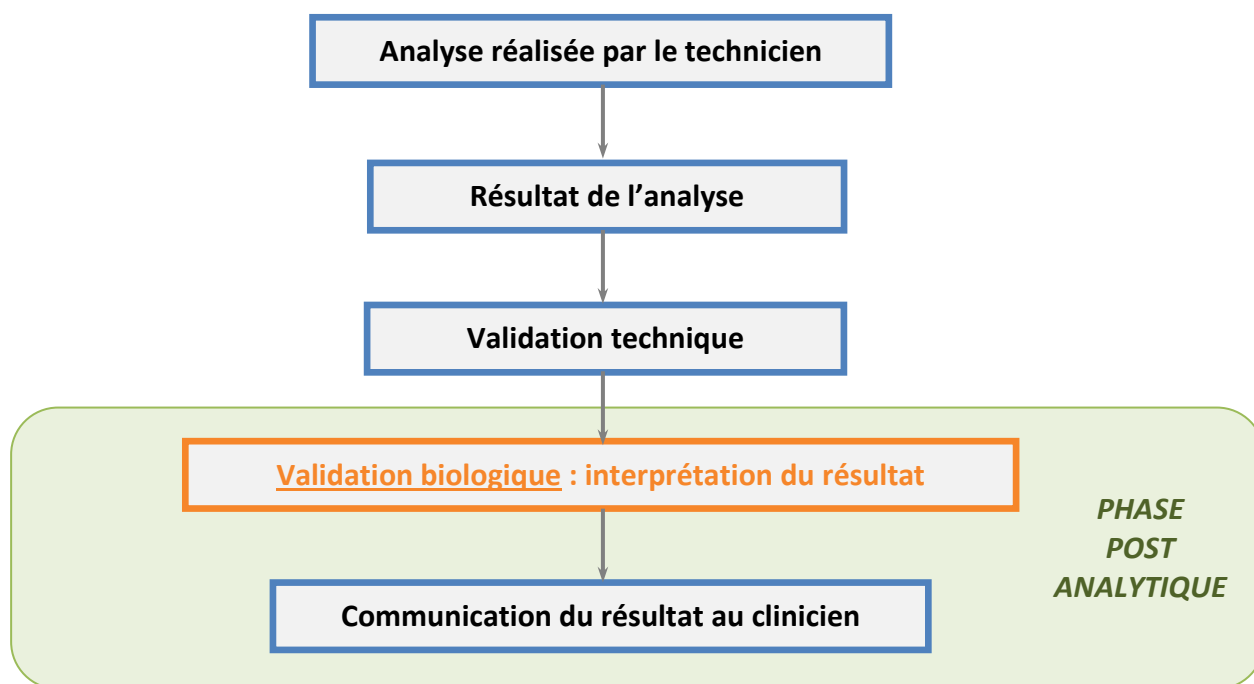 Analyse réalisée par le technicien
Résultat de l’analyse
Validation technique
Validation biologique : interprétation du résultat
PHASE
POST
ANALYTIQUE
Communication du résultat au clinicien